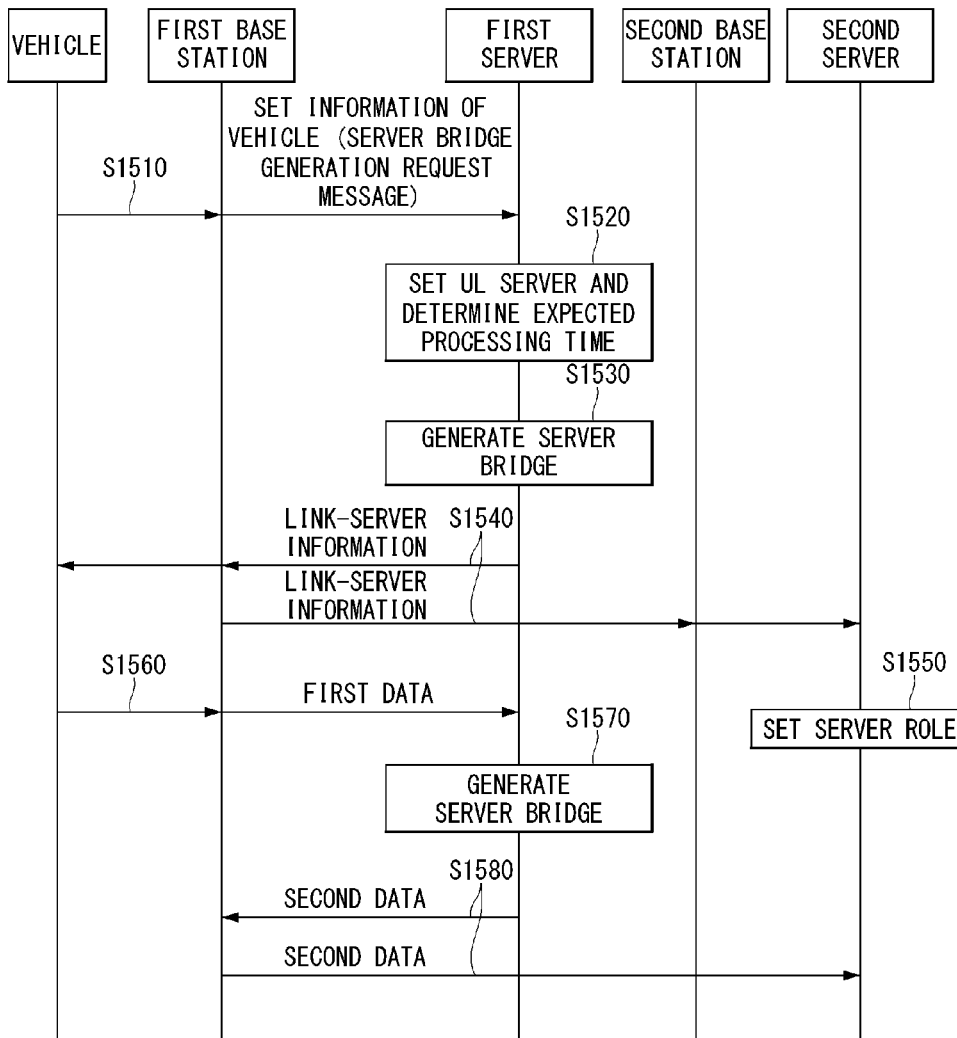 VEHICLE
FIRST BASE
STATION
FIRST
SERVER
SECOND BASE
STATION
SECOND
SERVER
SET INFORMATION OF
VEHICLE (SERVER BRIDGE
GENERATION REQUEST
MESSAGE)
S1510
S1520
SET UL SERVER AND
DETERMINE EXPECTED
PROCESSING TIME
S1530
GENERATE SERVER
BRIDGE
LINK-SERVER
INFORMATION
S1540
LINK-SERVER
INFORMATION
S1560
FIRST DATA
S1550
SET SERVER ROLE
S1570
GENERATE
SERVER BRIDGE
S1580
SECOND DATA
SECOND DATA